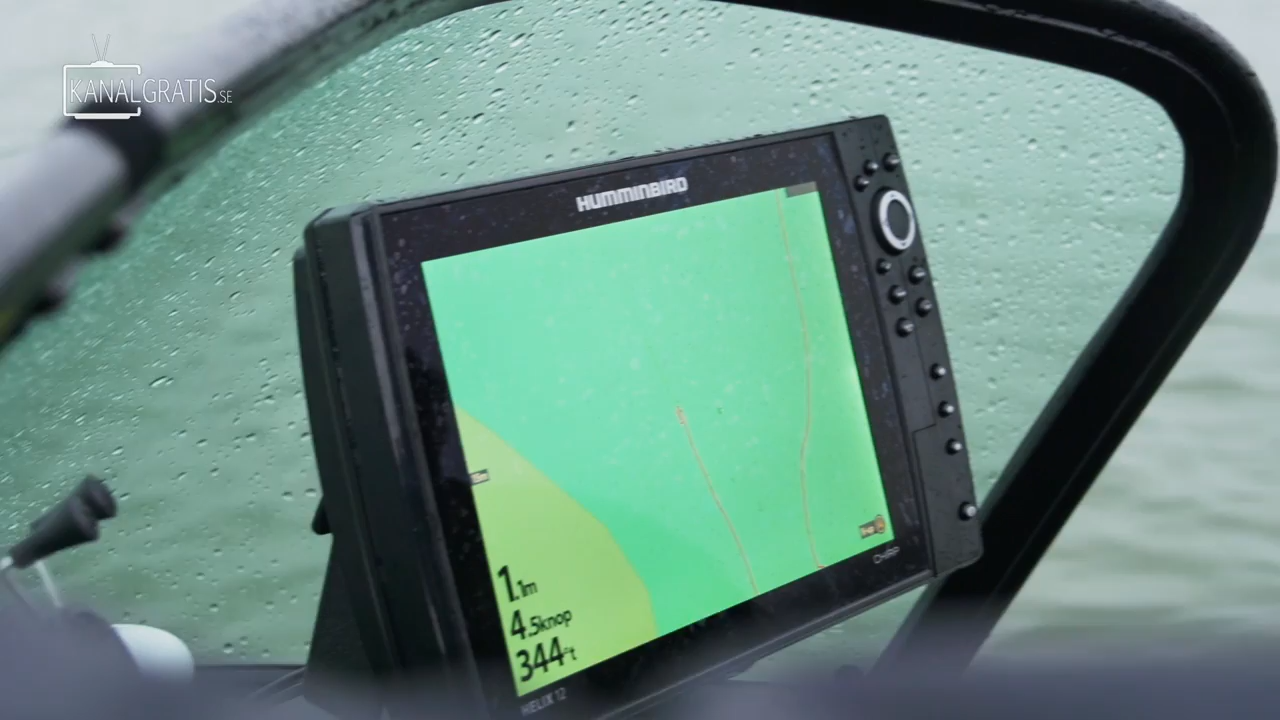 KANALGRATIS.SE
HUMMINBIRD
1.1m
4.5knop
344°t
CHIRP
HELIX 12